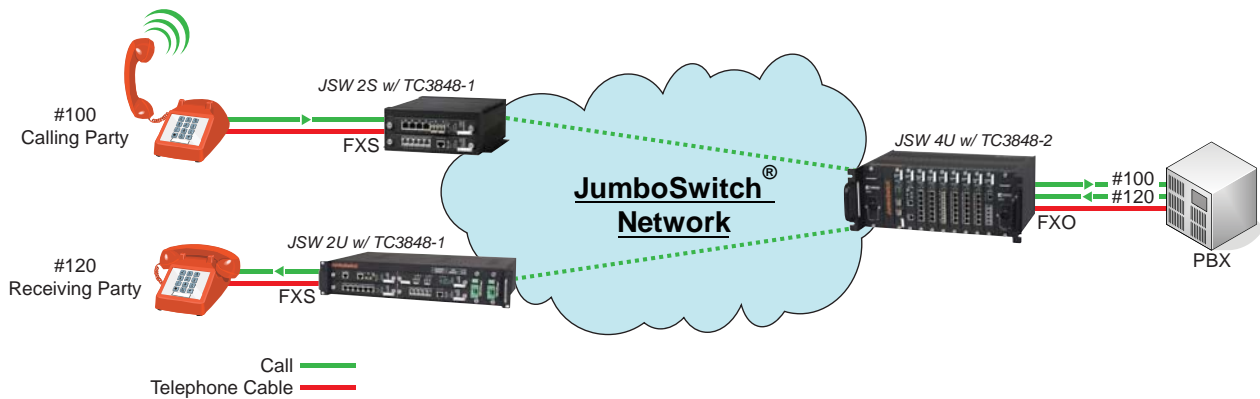 JSW 2S w/ TC3848-1
#100
Calling Party
FXS
JSW 4U w/ TC3848-2
JumboSwitch®
Network
#100
#120
FXO
PBX
JSW 2U w/ TC3848-1
#120
Receiving Party
FXS
Call
Telephone Cable